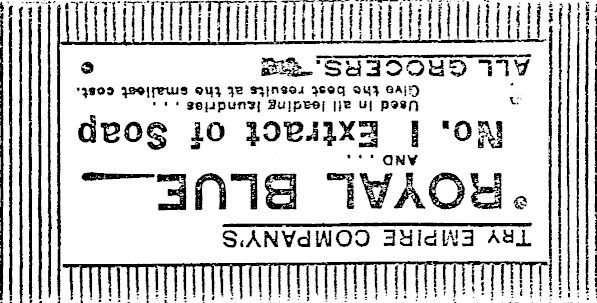 TRY EMPIRE COMPANY'S
ROYAL BLUE
AND ...
No. 1 Extract of Soap
Used in all leading laundries ...
Give the best results at the smallest cost.
ALL GROCERS.